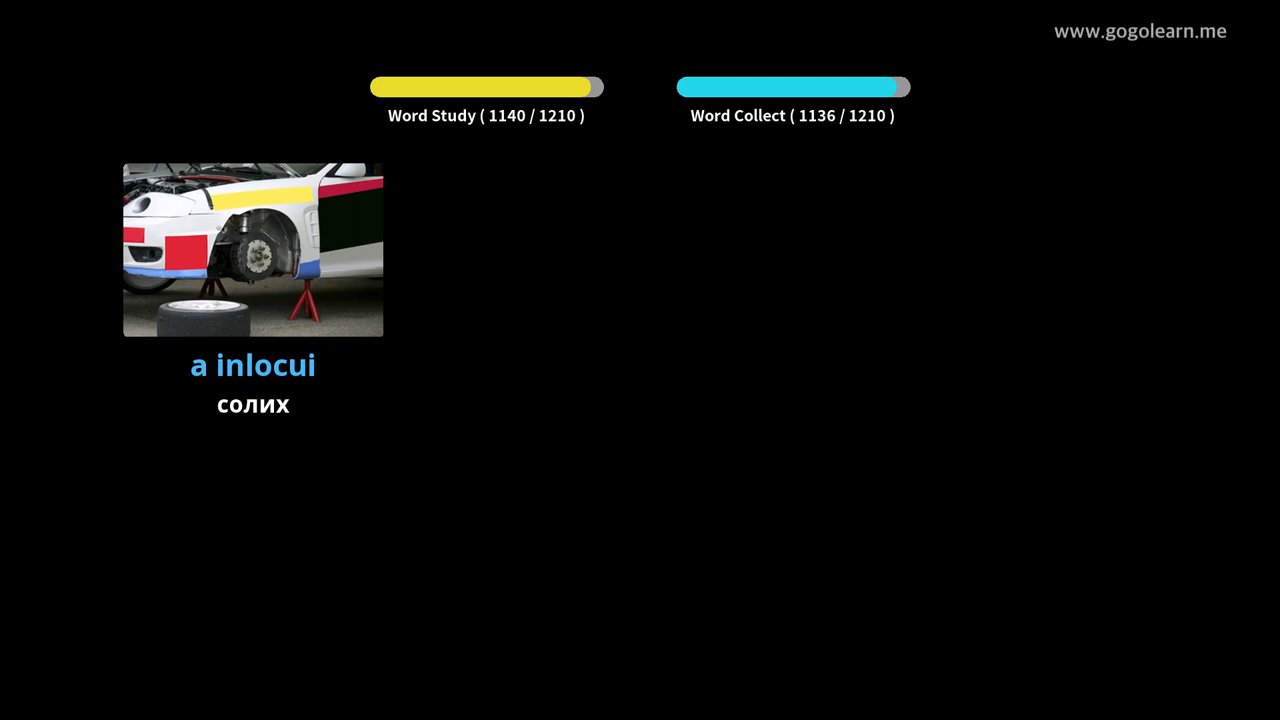 www.gogolearn.me
Word Study ( 1140 / 1210 )
Word Collect ( 1136 / 1210 )
a inlocui
солих